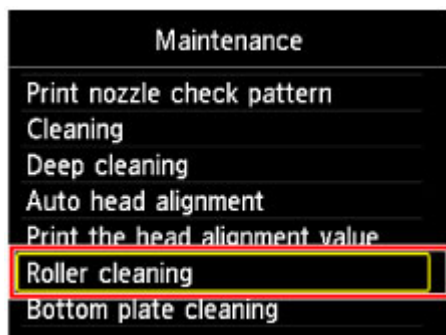 Maintenance
Print nozzle check pattern
Cleaning
Deep cleaning
Auto head alignment
Print the head alignment value
Roller cleaning
Bottom plate cleaning